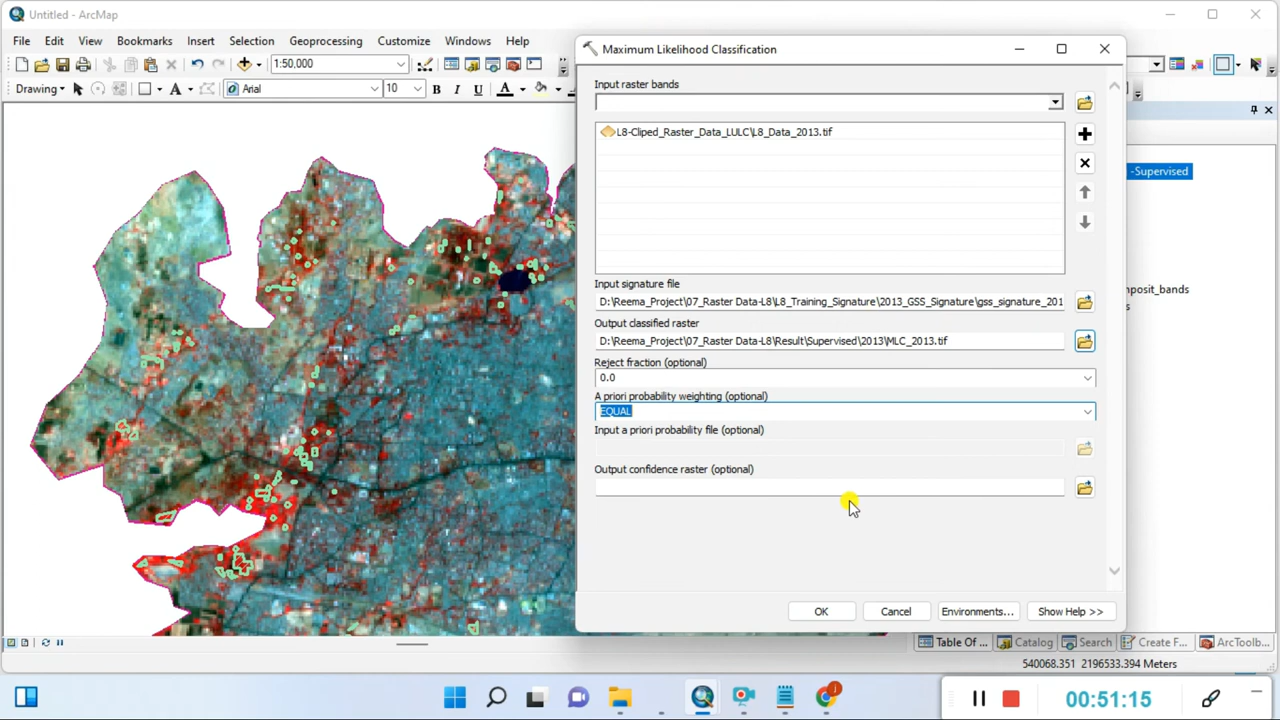 Untitled - ArcMap
File Edit View Bookmarks Insert Selection Geoprocessing Customize Windows Help
1:50,000
Drawing Arial 10 B I U A
Maximum Likelihood Classification
Input raster bands
L8-Cliped_Raster_Data_LULC\L8_Data_2013.tif
-Supervised
Input signature file
D:\Reema_Project\07_Raster Data-L8\L8_Training_Signature\2013_GSS_Signature\gss_signature_201
nposit_bands
s
Output classified raster
D:\Reema_Project\07_Raster Data-L8\Result\Supervised\2013\MLC_2013.tif
Reject fraction (optional)
0.0
A priori probability weighting (optional)
EQUAL
Input a priori probability file (optional)
Output confidence raster (optional)
OK Cancel Environments... Show Help >>
Table Of ... Catalog Search Create F... ArcToolb...
540068.351 2196533.394 Meters
00:51:15